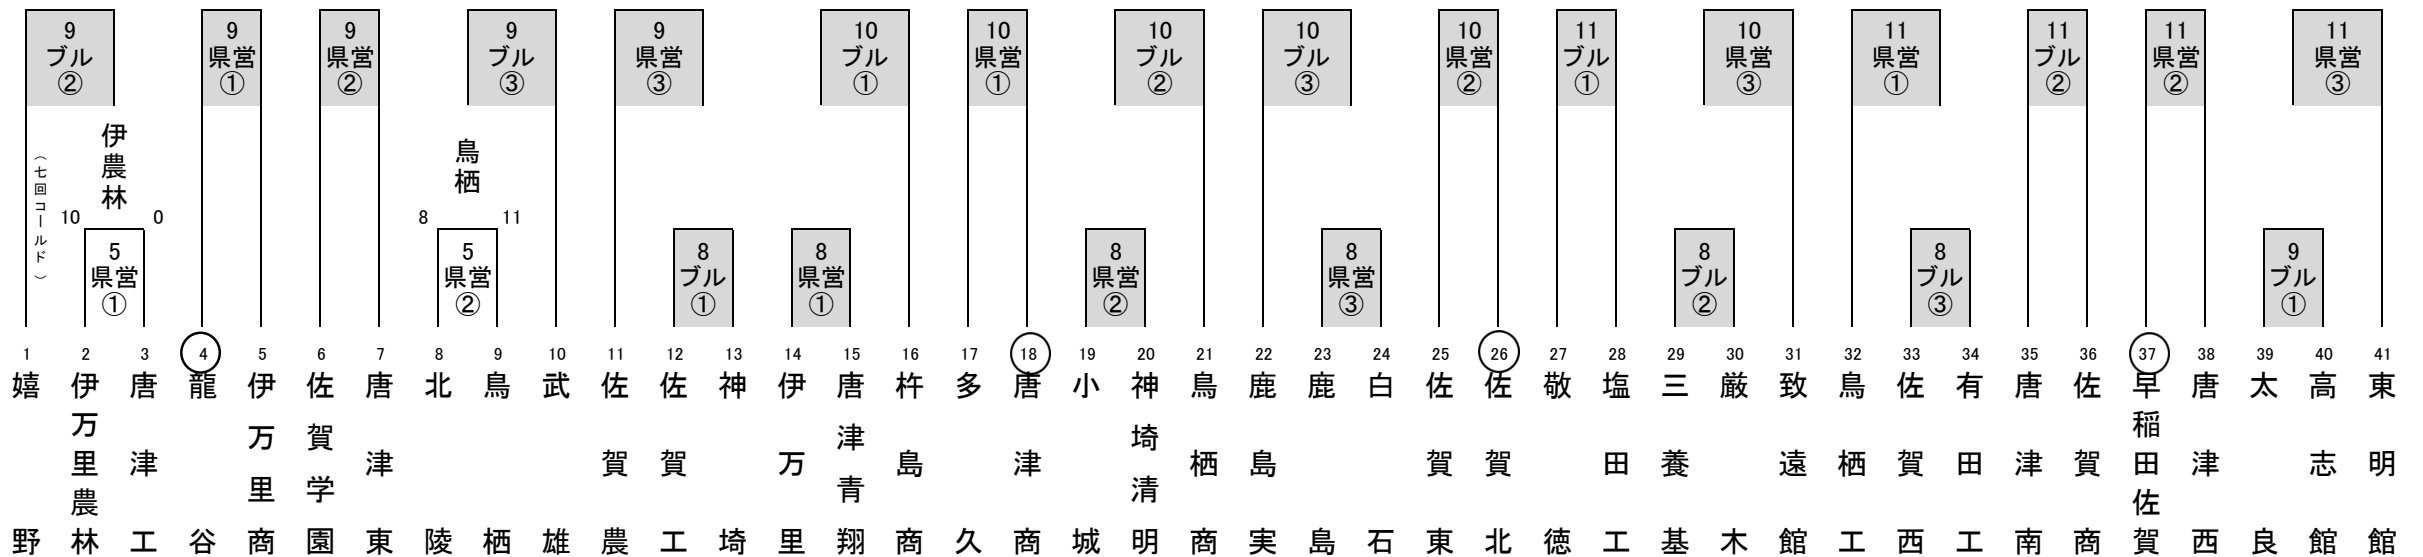 9 ブル ②
9 県営 ①
9 県営 ②
9 ブル ③
9 県営 ③
10 ブル ①
10 県営 ①
10 ブル ②
10 ブル ③
10 県営 ②
11 ブル ①
10 県営 ③
11 県営 ①
11 ブル ②
11 県営 ②
11 県営 ③
(七回コールド)
伊農林
10 0
鳥栖
8 11
5 県営 ①
5 県営 ②
8 ブル ①
8 県営 ①
8 県営 ②
8 県営 ③
8 ブル ②
8 ブル ③
9 ブル ①
1 嬉野
2 伊万里農林
3 唐津工
4 龍谷
5 伊万里商
6 佐賀学園
7 唐津東
8 北陵
9 鳥栖
10 武雄
11 佐賀農
12 佐賀工
13 神埼
14 伊万里
15 唐津青翔
16 杵島商
17 多久
18 唐津商
19 小城
20 神埼清明
21 鳥栖商
22 鹿島実
23 鹿島
24 白石
25 佐賀東
26 佐賀北
27 敬徳
28 塩田工
29 三養基
30 厳木
31 致遠館
32 鳥栖工
33 佐賀西
34 有田工
35 唐津南
36 佐賀商
37 早稲田佐賀
38 唐津西
39 太良
40 高志館
41 東明館